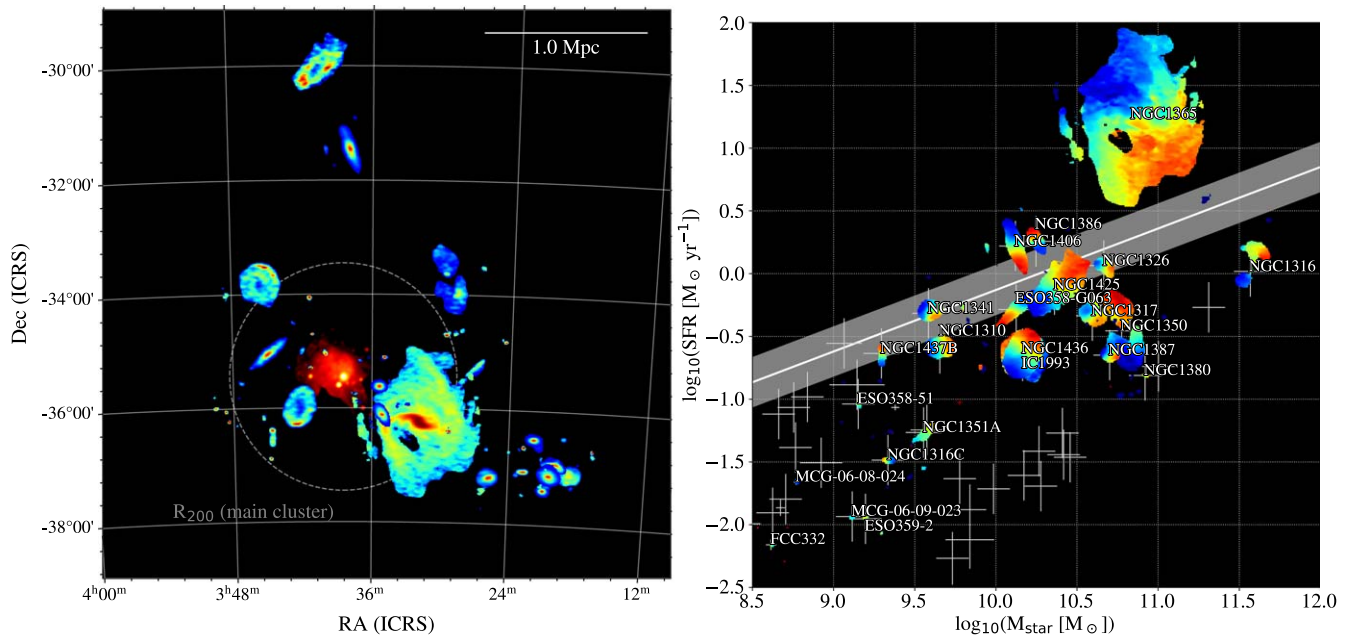 1.0 Mpc
-30°00'
-32°00'
-34°00'
-36°00'
-38°00'
Dec (ICRS)
R200 (main cluster)
4h00m
3h48m
36m
24m
12m
RA (ICRS)
2.0
1.5
1.0
0.5
0.0
−0.5
−1.0
−1.5
−2.0
−2.5
log10(SFR [M⊙ yr−1])
NGC1365
NGC1386
NGC1406
NGC1326
NGC1316
NGC1425
ESO358-G063
NGC1341
NGC1317
NGC1310
NGC1350
NGC1437B
NGC1436
NGC1387
IC1993
NGC1380
ESO358-51
NGC1351A
NGC1316C
MCG-06-08-024
MCG-06-09-023
ESO359-2
FCC332
8.5
9.0
9.5
10.0
10.5
11.0
11.5
12.0
log10(Mstar [M⊙])